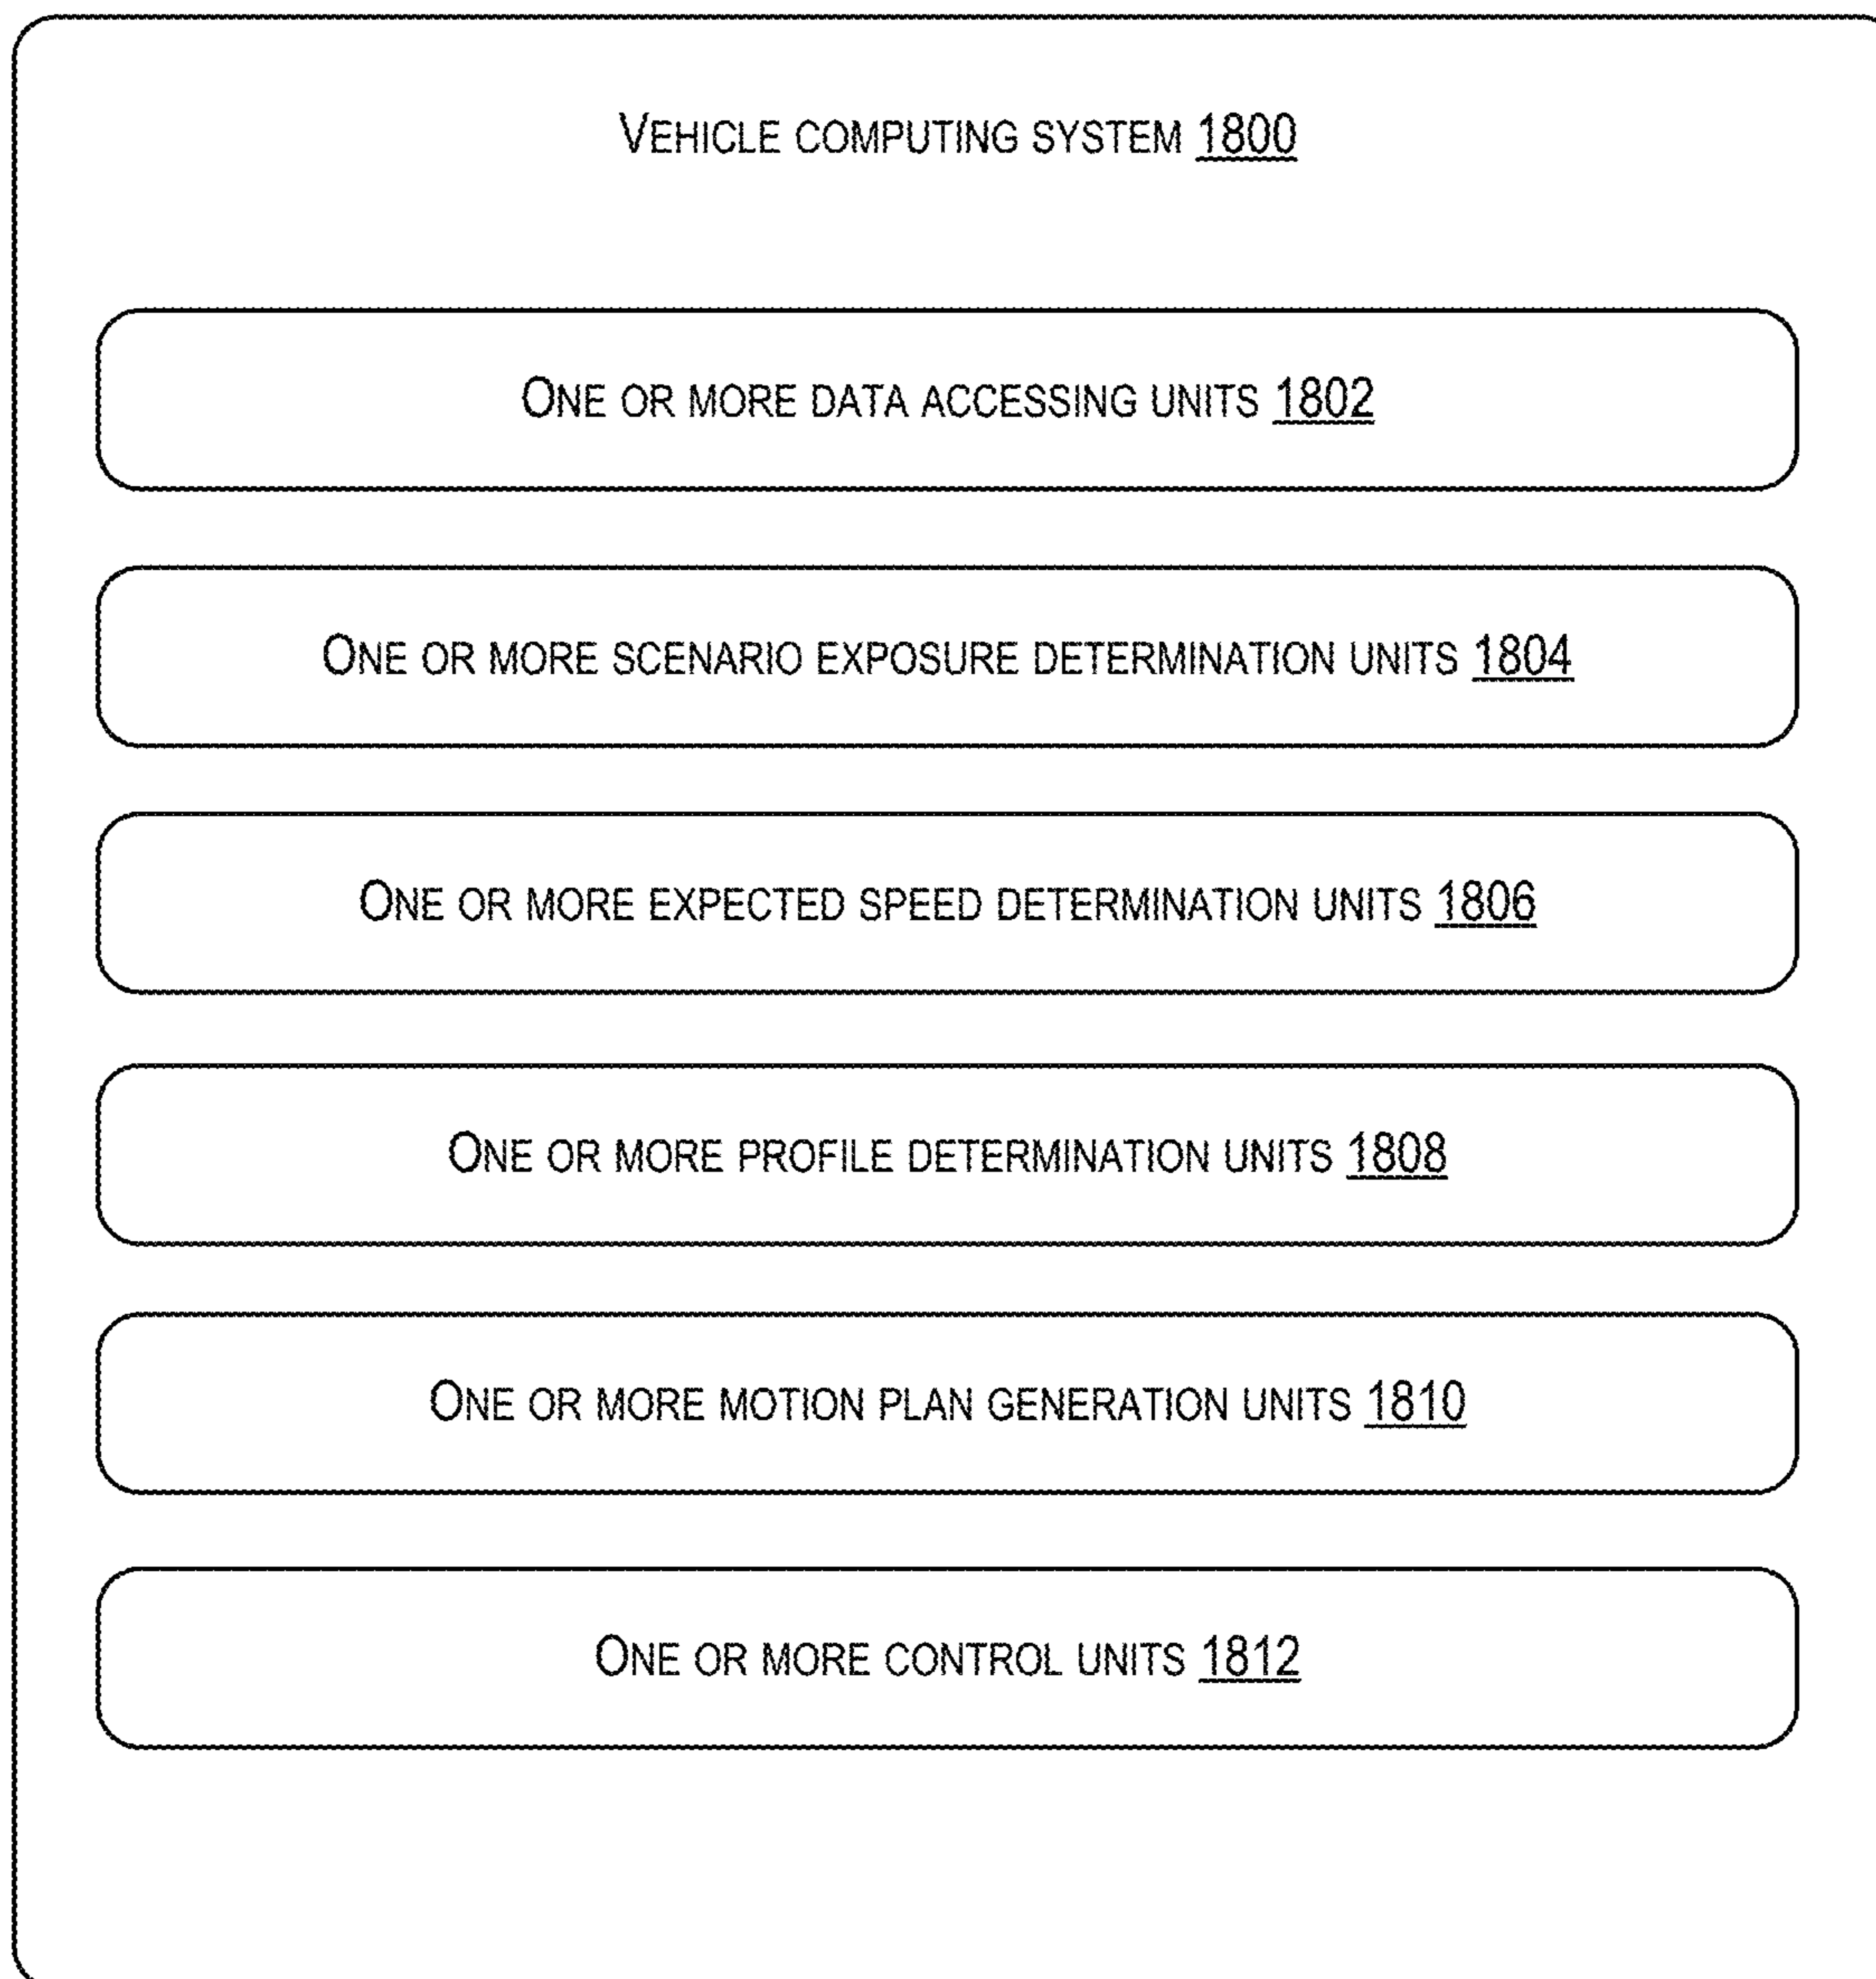 VEHICLE COMPUTING SYSTEM 1800
ONE OR MORE DATA ACCESSING UNITS 1802
ONE OR MORE SCENARIO EXPOSURE DETERMINATION UNITS 1804
ONE OR MORE EXPECTED SPEED DETERMINATION UNITS 1806
ONE OR MORE PROFILE DETERMINATION UNITS 1808
ONE OR MORE MOTION PLAN GENERATION UNITS 1810
ONE OR MORE CONTROL UNITS 1812